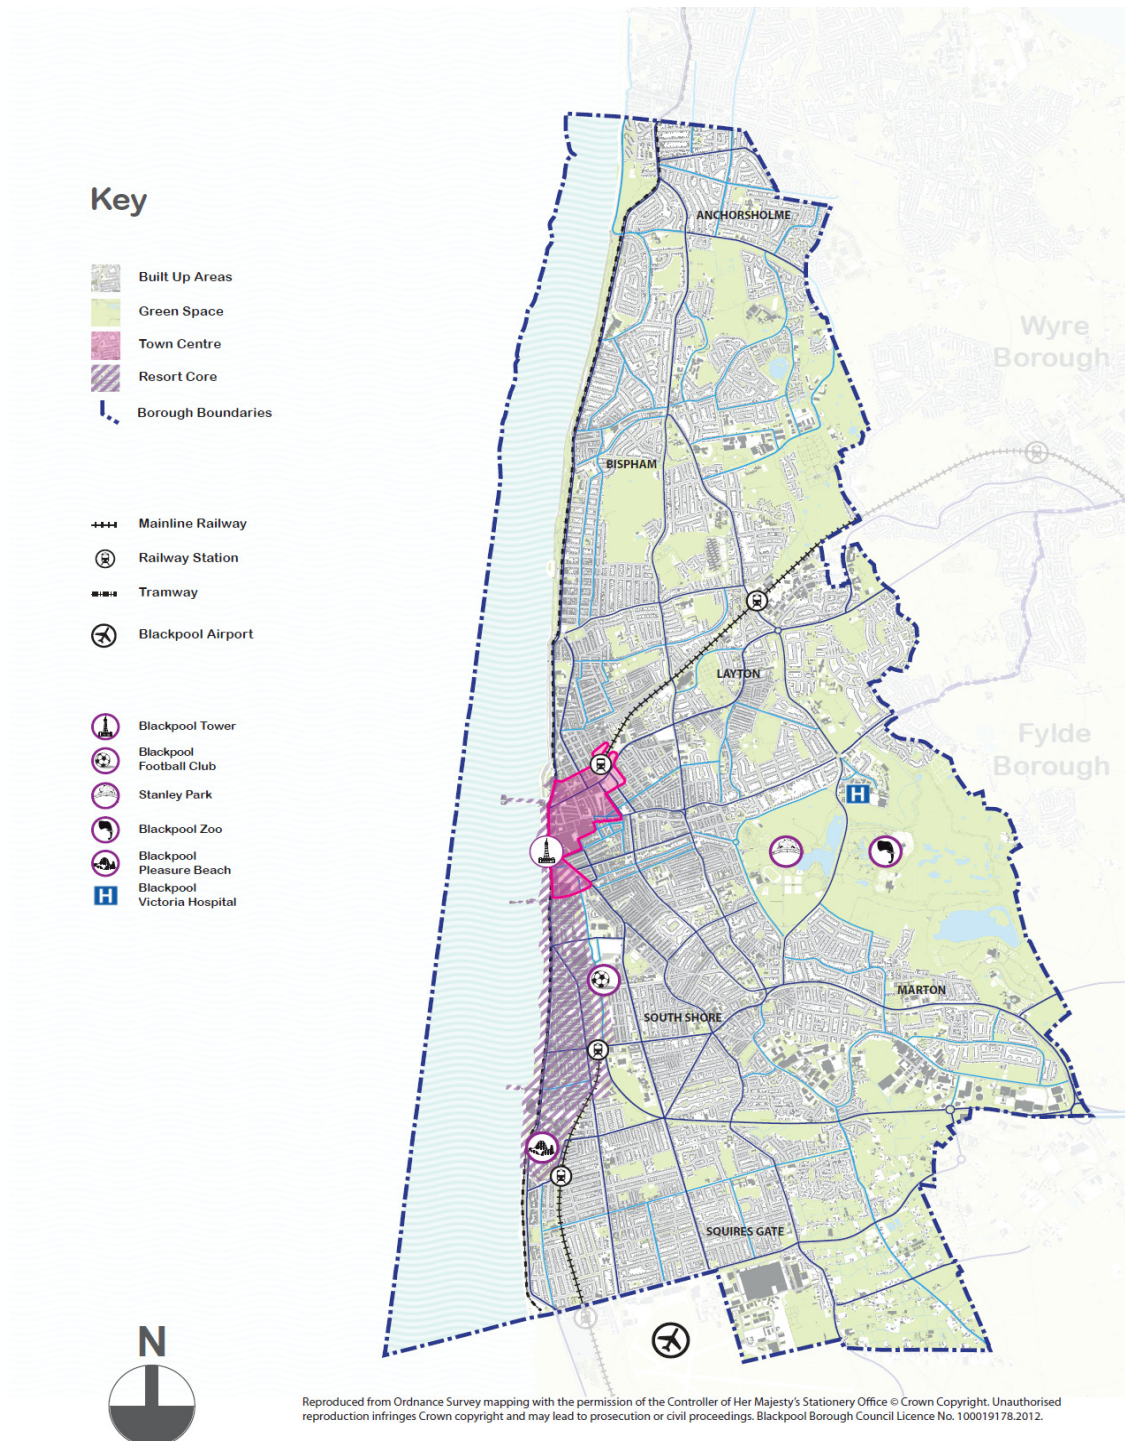 Key
Built Up Areas
Green Space
Town Centre
Resort Core
Borough Boundaries
Mainline Railway
Railway Station
Tramway
Blackpool Airport
Blackpool Tower
Blackpool
Football Club
Stanley Park
Blackpool Zoo
Blackpool
Pleasure Beach
H
Blackpool
Victoria Hospital
ANCHORSHOLME
Wyre
Borough
BISPHAM
LAYTON
Fylde
Borough
H
MARTON
SOUTH SHORE
SQUIRES GATE
N
Reproduced from Ordnance Survey mapping with the permission of the Controller of Her Majesty's Stationery Office © Crown Copyright. Unauthorised
reproduction infringes Crown copyright and may lead to prosecution or civil proceedings. Blackpool Borough Council Licence No. 100019178.2012.